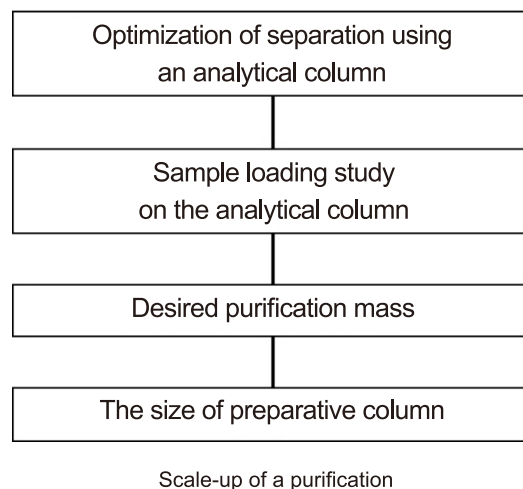 Optimization of separation using
an analytical column
Sample loading study
on the analytical column
Desired purification mass
The size of preparative column
Scale-up of a purification